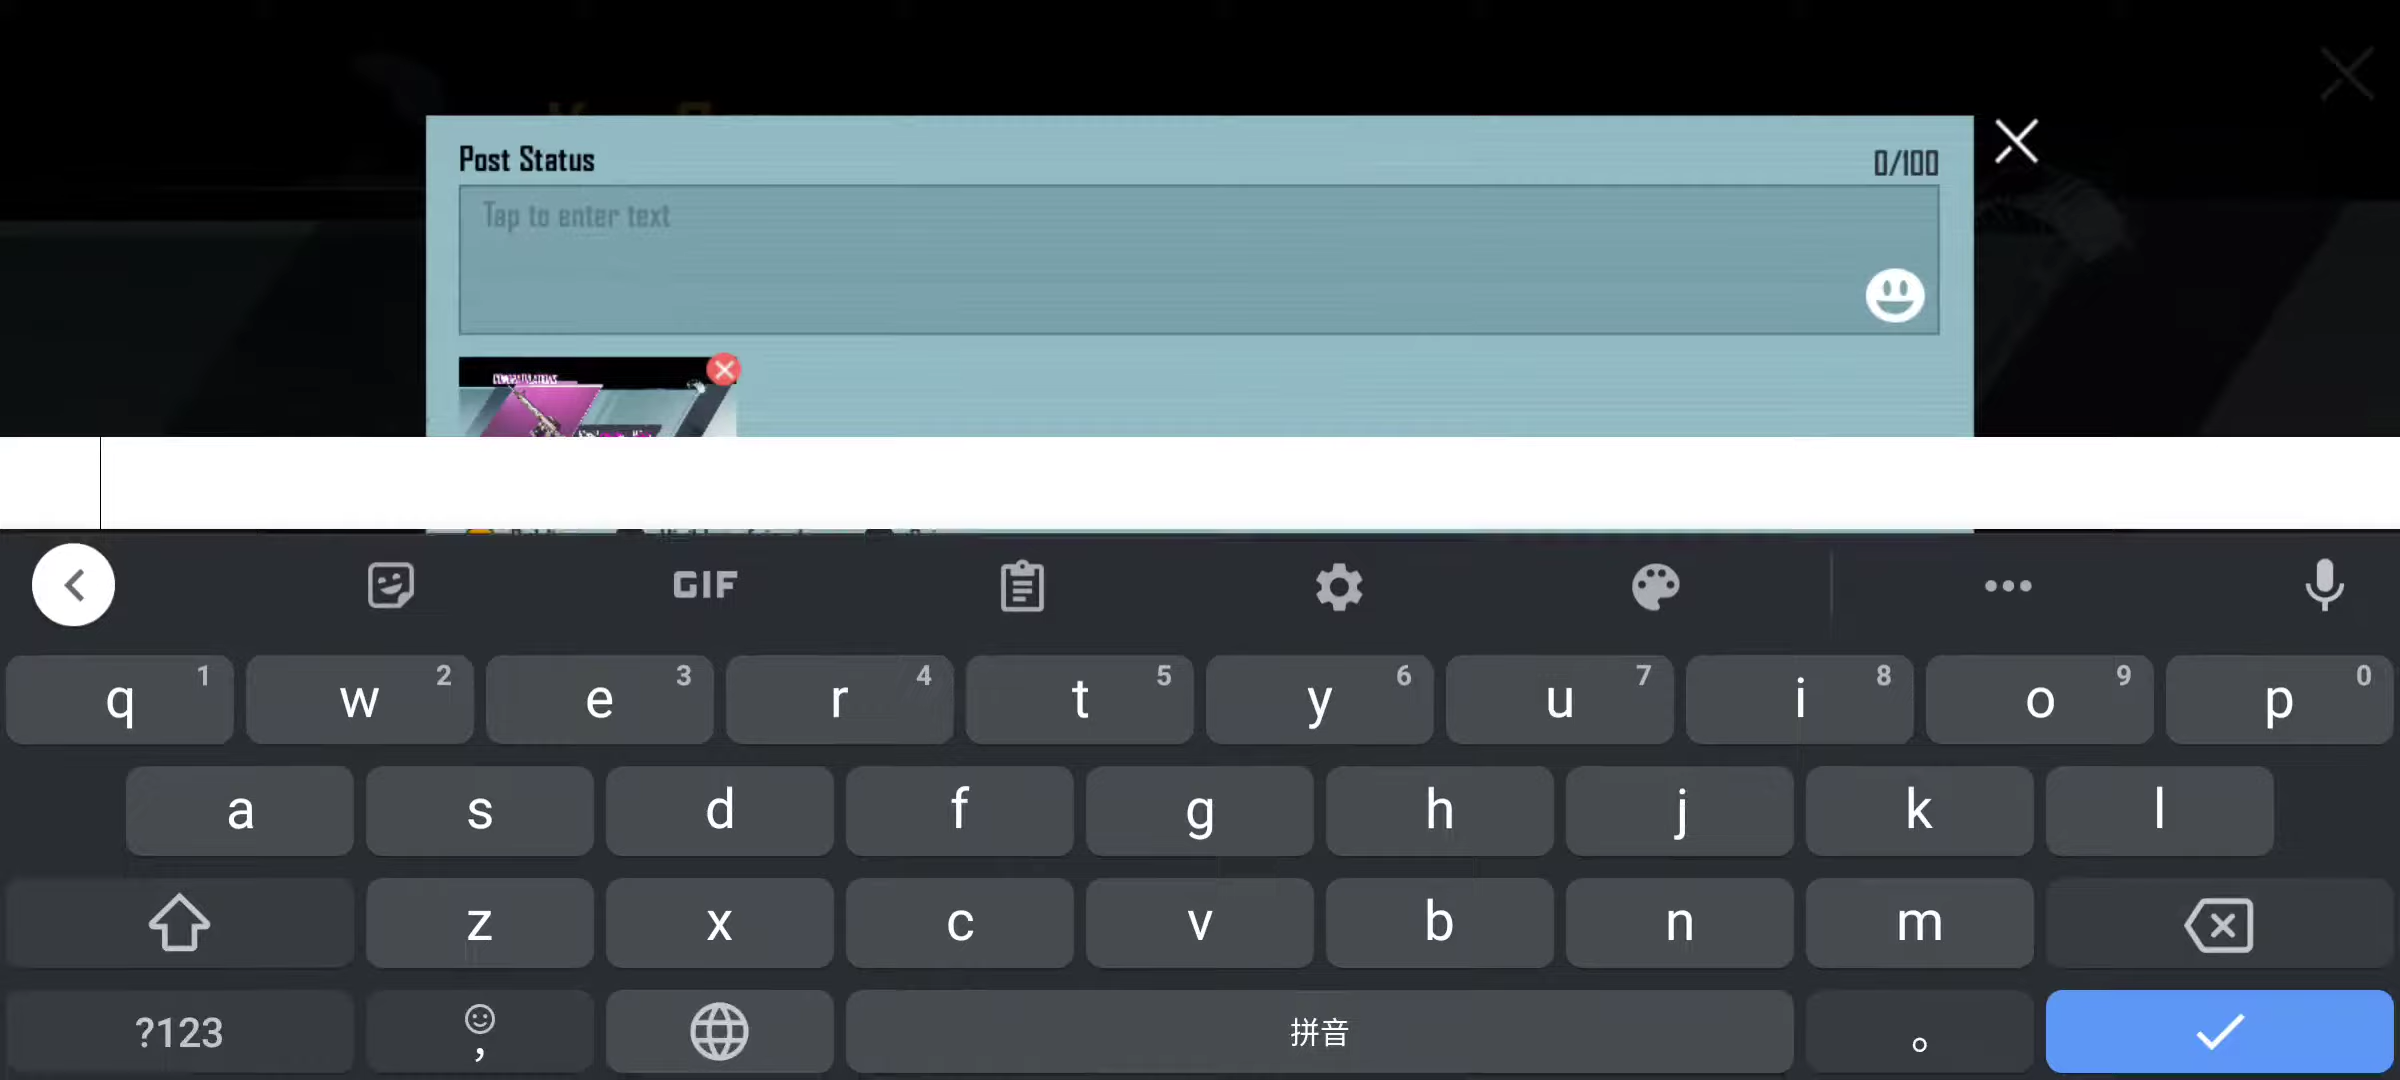 Post Status
0/100
Tap to enter text
GIF
q 1 w 2 e 3 r 4 t 5 y 6 u 7 i 8 o 9 p 0
a s d f g h j k l
z x c v b n m
?123 , 拼音 。